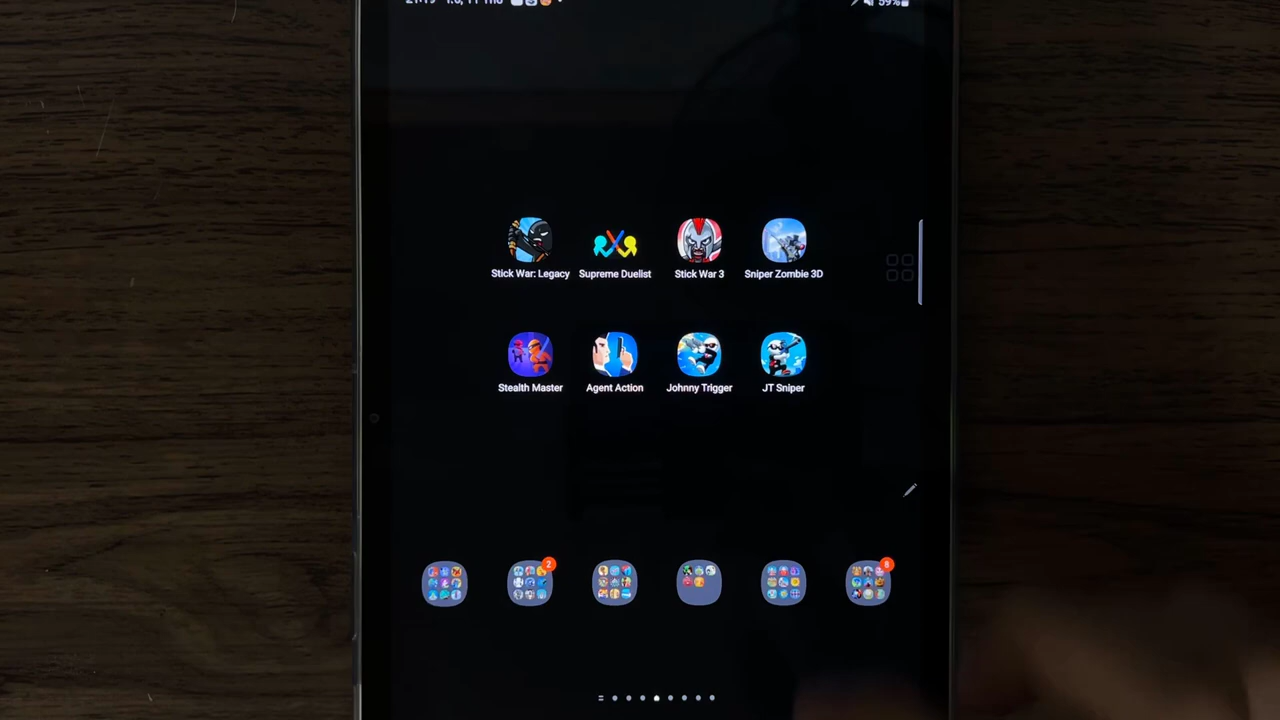 59%
Stick War: Legacy
Supreme Duelist
Stick War 3
Sniper Zombie 3D
Stealth Master
Agent Action
Johnny Trigger
JT Sniper
2
8